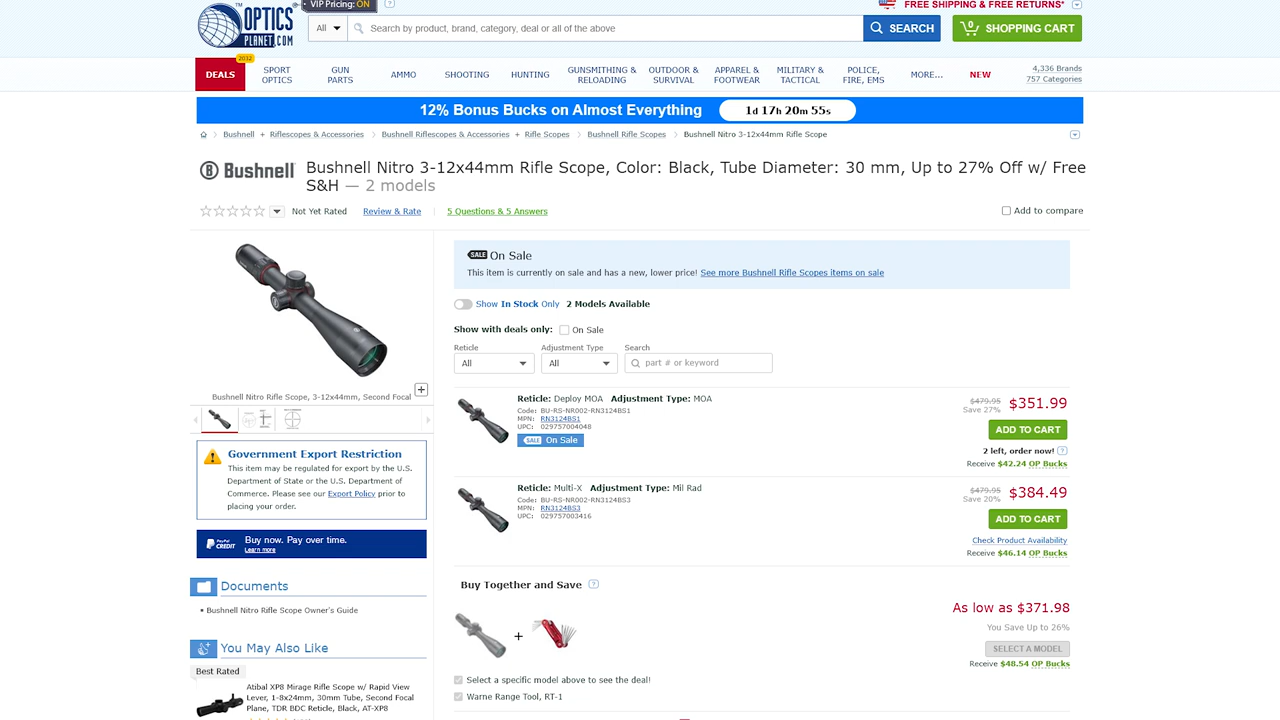 VIP Pricing: ON
FREE SHIPPING & FREE RETURNS*
OPTICS
PLANET.COM
All
Search by product, brand, category, deal or all of the above
SEARCH
0
SHOPPING CART
2032
DEALS
SPORT
OPTICS
GUN
PARTS
AMMO
SHOOTING
HUNTING
GUNSMITHING &
RELOADING
OUTDOOR &
SURVIVAL
APPAREL &
FOOTWEAR
MILITARY &
TACTICAL
POLICE,
FIRE, EMS
MORE...
NEW
4,336 Brands
757 Categories
12% Bonus Bucks on Almost Everything
1d 17h 20m 55s
Bushnell + Riflescopes & Accessories
Bushnell Riflescopes & Accessories + Rifle Scopes
Bushnell Rifle Scopes
Bushnell Nitro 3-12x44mm Rifle Scope
Bushnell
Bushnell Nitro 3-12x44mm Rifle Scope, Color: Black, Tube Diameter: 30 mm, Up to 27% Off w/ Free
S&H — 2 models
Not Yet Rated
Review & Rate
5 Questions & 5 Answers
Add to compare
SALE On Sale
This item is currently on sale and has a new, lower price! See more Bushnell Rifle Scopes items on sale
Show In Stock Only 2 Models Available
Show with deals only: On Sale
Reticle
Adjustment Type
Search
All
All
part # or keyword
Bushnell Nitro Rifle Scope, 3-12x44mm, Second Focal
Reticle: Deploy MOA Adjustment Type: MOA
Code: BU-RS-NR002-RN3124BS1
MPN: RN3124BS1
UPC: 029757004048
SALE On Sale
$479.95
Save 27%
$351.99
ADD TO CART
2 left, order now!
Receive $42.24 OP Bucks
Reticle: Multi-X Adjustment Type: Mil Rad
Code: BU-RS-NR002-RN3124BS3
MPN: RN3124BS3
UPC: 029757003416
$479.95
Save 20%
$384.49
ADD TO CART
Check Product Availability
Receive $46.14 OP Bucks
Government Export Restriction
This item may be regulated for export by the U.S.
Department of State or the U.S. Department of
Commerce. Please see our Export Policy prior to
placing your order.
PayPal
CREDIT
Buy now. Pay over time.
Learn more
Documents
Bushnell Nitro Rifle Scope Owner's Guide
You May Also Like
Best Rated
Atibal XP8 Mirage Rifle Scope w/ Rapid View
Lever, 1-8x24mm, 30mm Tube, Second Focal
Plane, TDR BDC Reticle, Black, AT-XP8
Buy Together and Save
+
As low as $371.98
You Save Up to 26%
SELECT A MODEL
Receive $48.54 OP Bucks
Select a specific model above to see the deal!
Warne Range Tool, RT-1